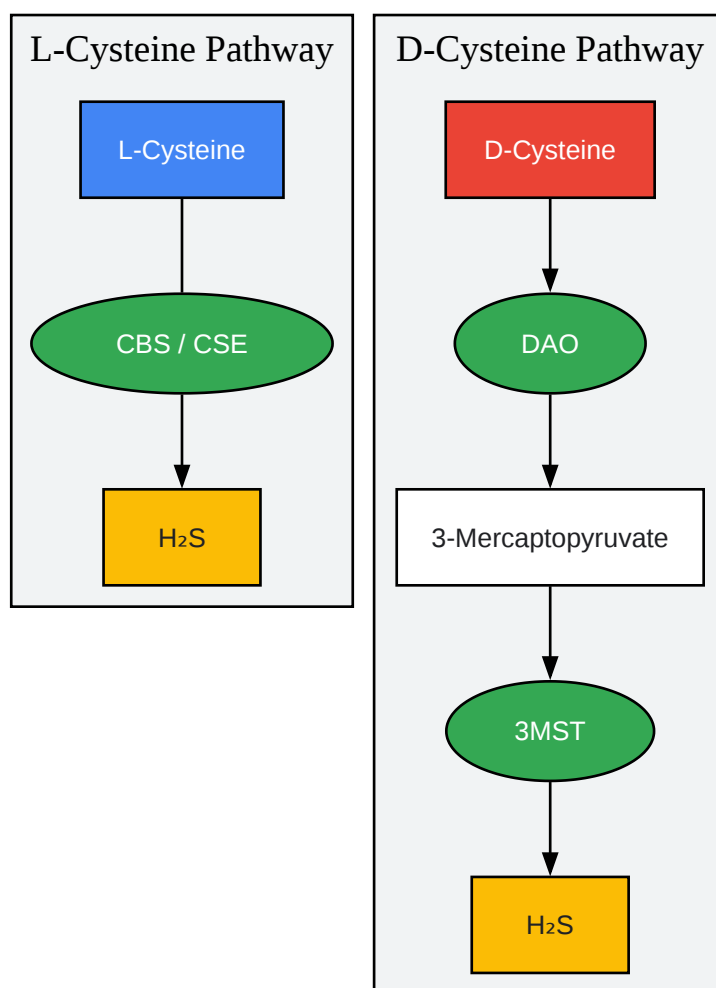 L-Cysteine Pathway
L-Cysteine
CBS / CSE
H₂S
D-Cysteine Pathway
D-Cysteine
DAO
3-Mercaptopyruvate
3MST
H₂S